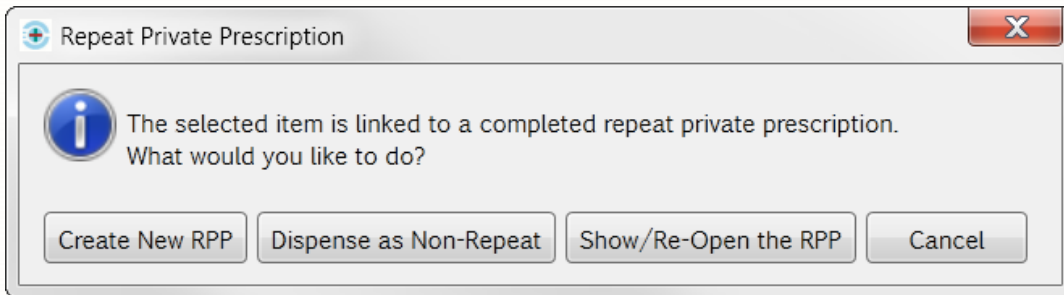 Repeat Private Prescription
The selected item is linked to a completed repeat private prescription.
What would you like to do?
Create New RPP
Dispense as Non-Repeat
Show/Re-Open the RPP
Cancel